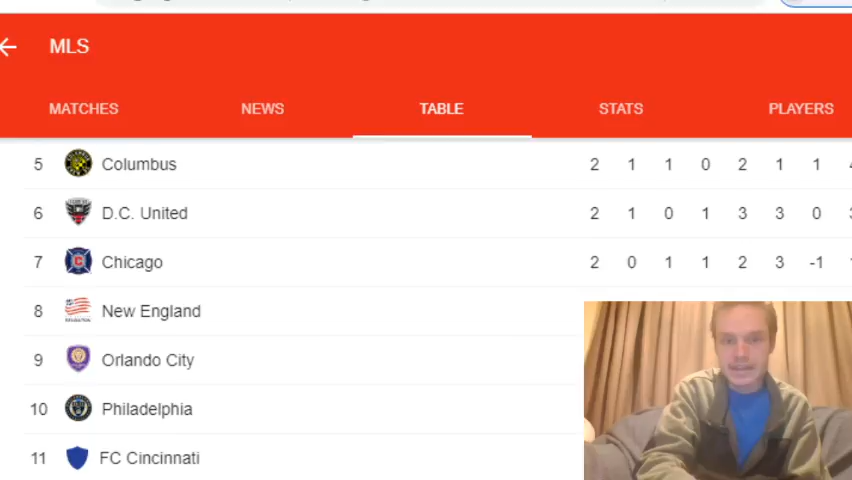 MLS
MATCHES NEWS TABLE STATS PLAYERS
5 Columbus 2 1 1 0 2 1 1
6 D.C. United 2 1 0 1 3 3 0
7 Chicago 2 0 1 1 2 3 -1
8 New England
9 Orlando City
10 Philadelphia
11 FC Cincinnati